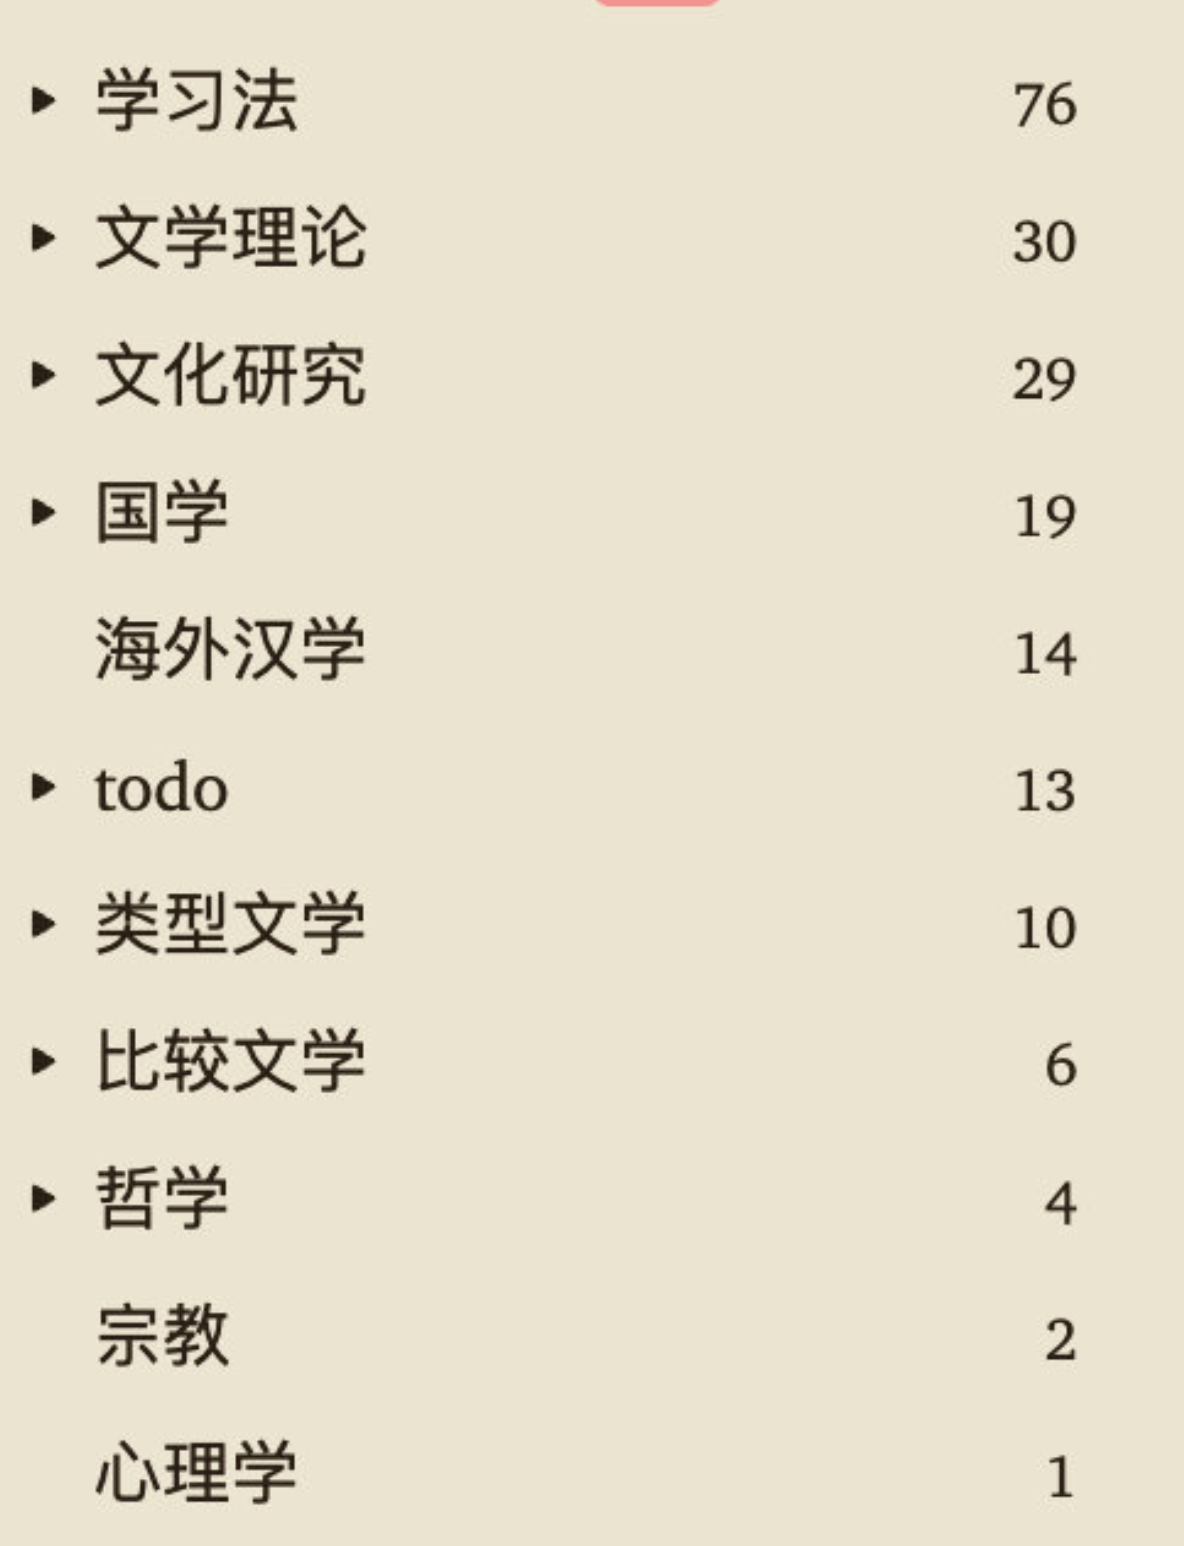 学习法 76
文学理论 30
文化研究 29
国学 19
海外汉学 14
todo 13
类型文学 10
比较文学 6
哲学 4
宗教 2
心理学 1